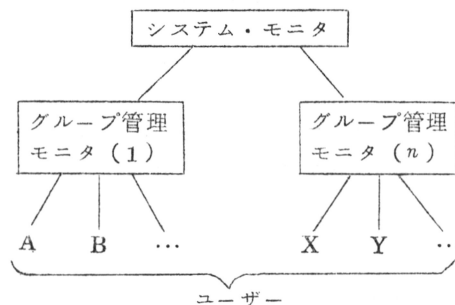 システム・モニタ
グループ管理 グループ管理
モニタ(1) モニタ(n)
A B … X Y ‥
ユーザー